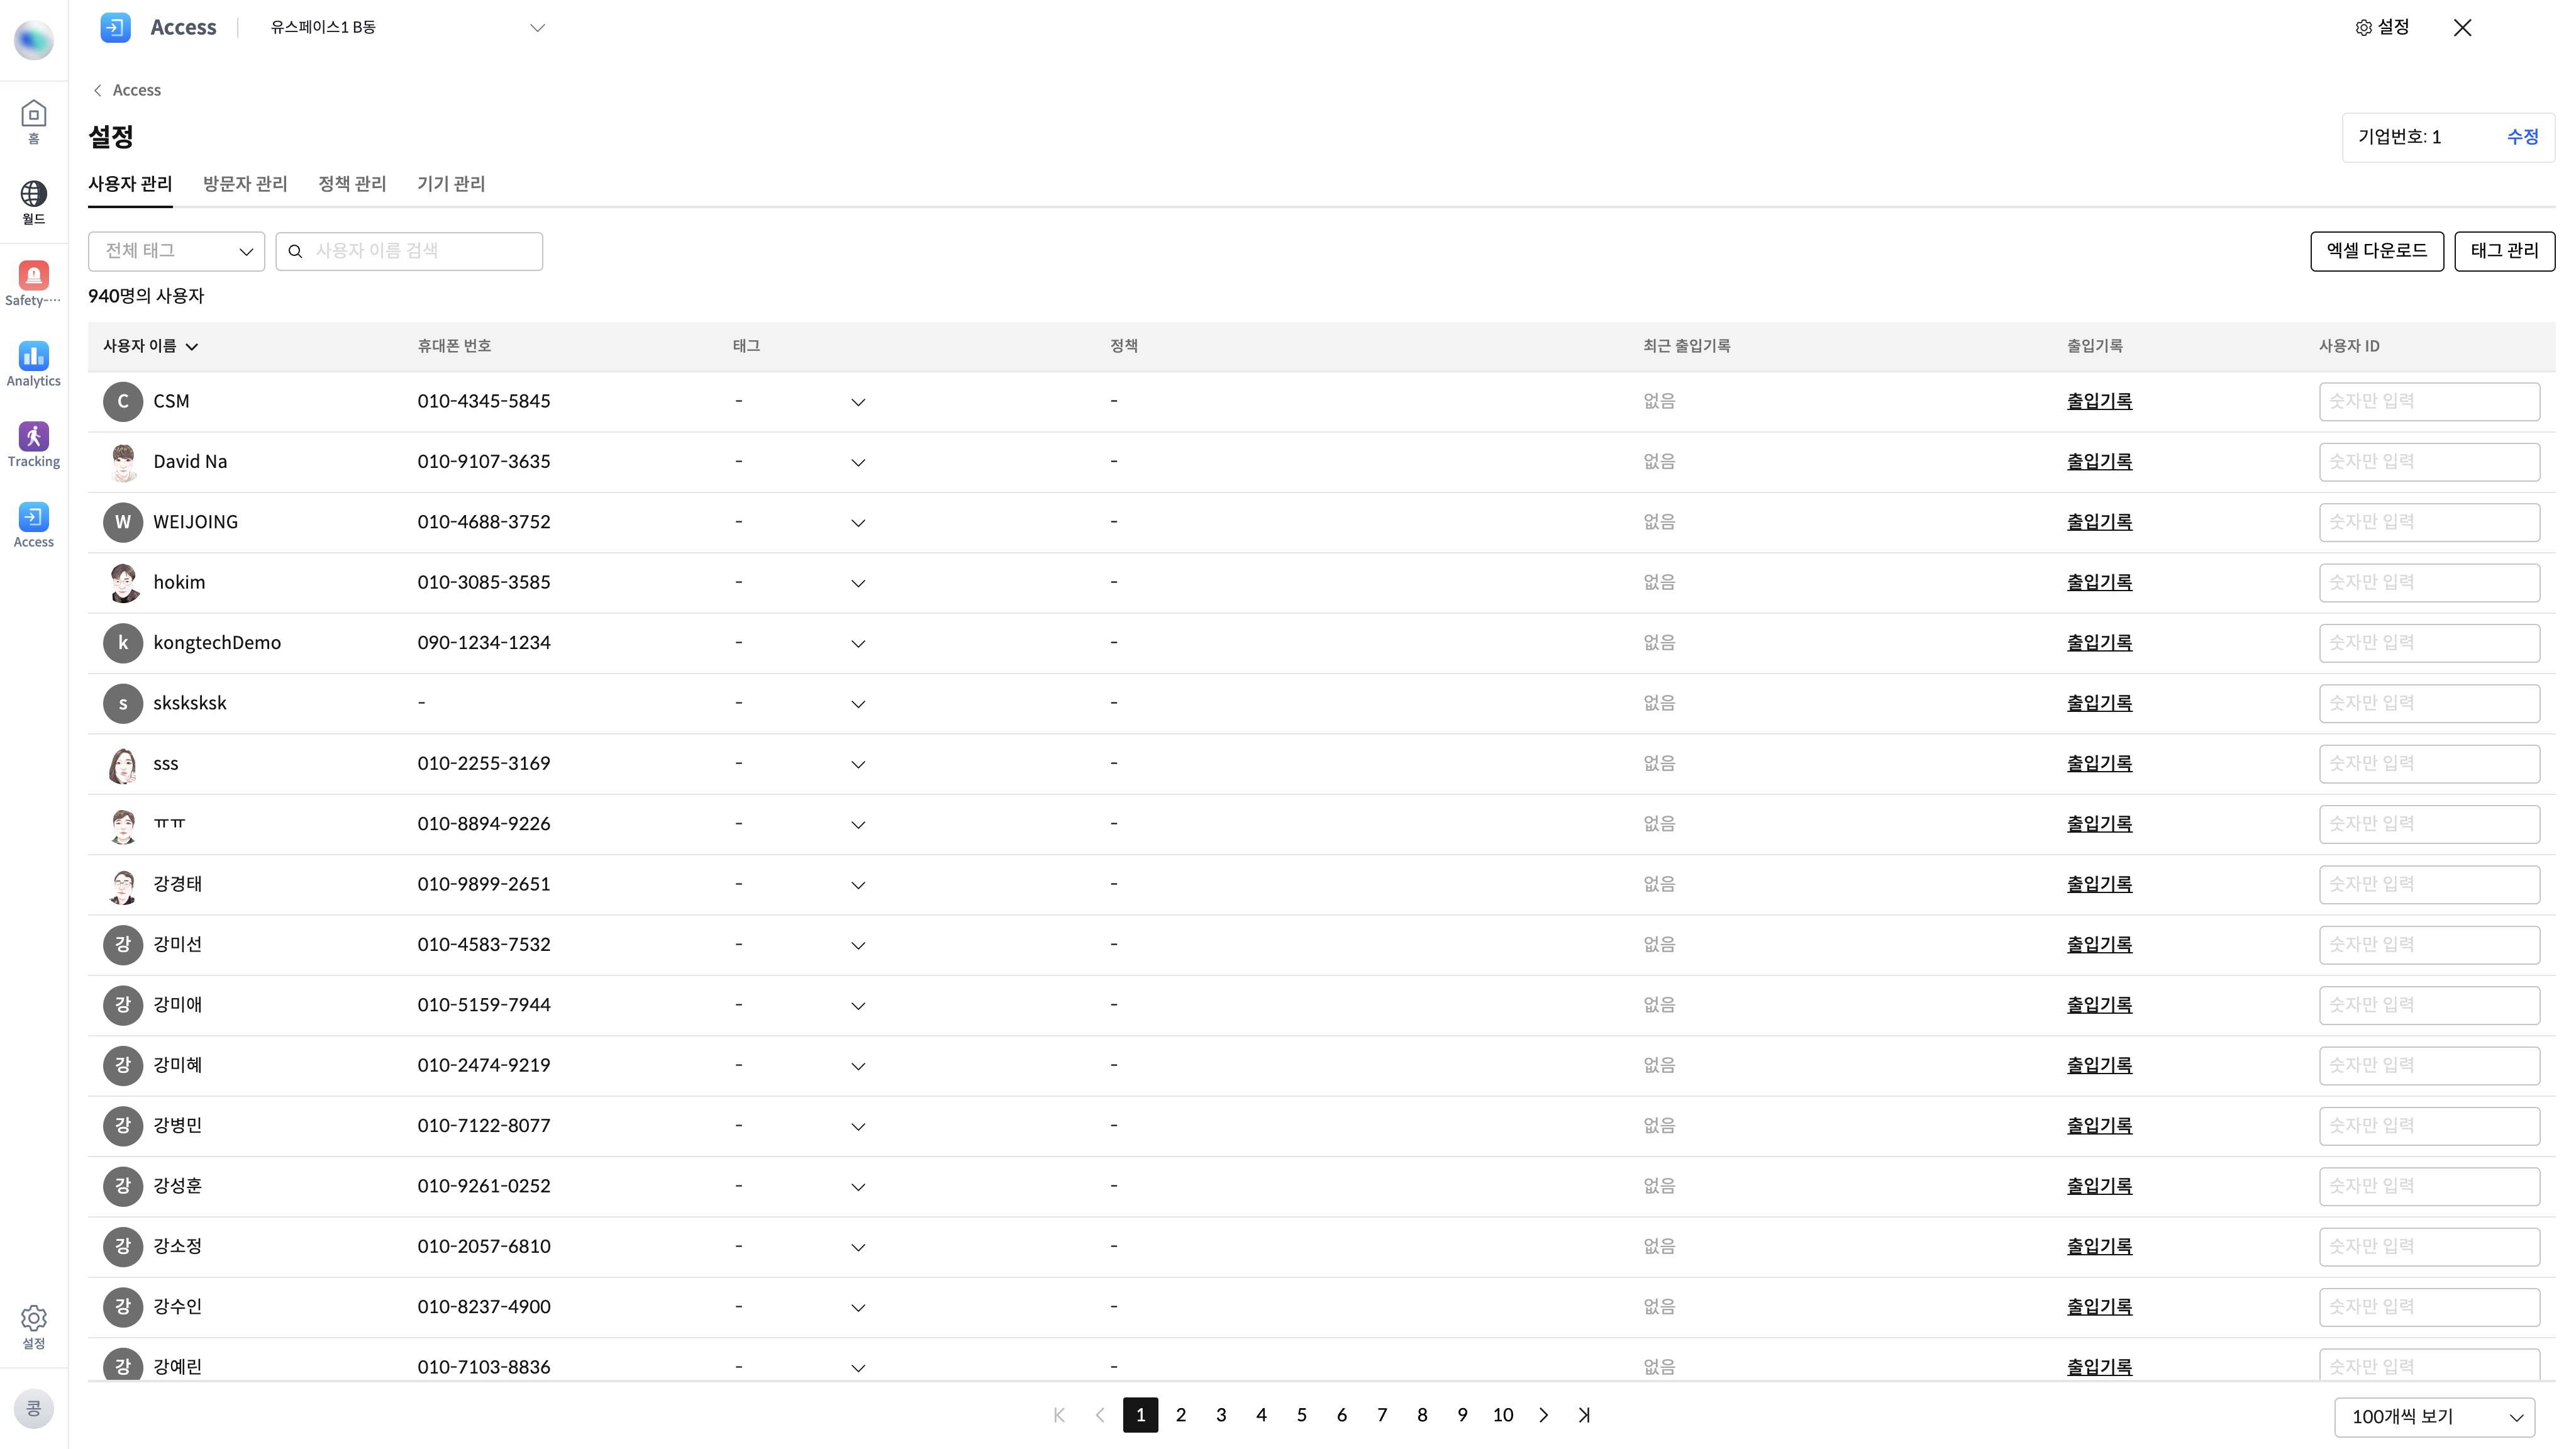 Access
유스페이스1 B동
설정
홈
월드
Safety-···
Analytics
Tracking
Access
설정
콩
Access
설정
기업번호: 1 수정
사용자 관리 방문자 관리 정책 관리 기기 관리
전체 태그 사용자 이름 검색 엑셀 다운로드 태그 관리
940명의 사용자
사용자 이름 휴대폰 번호 태그 정책 최근 출입기록 출입기록 사용자 ID
C CSM 010-4345-5845 - - 없음 출입기록 숫자만 입력
David Na 010-9107-3635 - - 없음 출입기록 숫자만 입력
W WEIJOING 010-4688-3752 - - 없음 출입기록 숫자만 입력
hokim 010-3085-3585 - - 없음 출입기록 숫자만 입력
k kongtechDemo 090-1234-1234 - - 없음 출입기록 숫자만 입력
s sksksksk - - - 없음 출입기록 숫자만 입력
sss 010-2255-3169 - - 없음 출입기록 숫자만 입력
ㅠㅠ 010-8894-9226 - - 없음 출입기록 숫자만 입력
강경태 010-9899-2651 - - 없음 출입기록 숫자만 입력
강 강미선 010-4583-7532 - - 없음 출입기록 숫자만 입력
강 강미애 010-5159-7944 - - 없음 출입기록 숫자만 입력
강 강미혜 010-2474-9219 - - 없음 출입기록 숫자만 입력
강 강병민 010-7122-8077 - - 없음 출입기록 숫자만 입력
강 강성훈 010-9261-0252 - - 없음 출입기록 숫자만 입력
강 강소정 010-2057-6810 - - 없음 출입기록 숫자만 입력
강 강수인 010-8237-4900 - - 없음 출입기록 숫자만 입력
강 강예린 010-7103-8836 - - 없음 출입기록 숫자만 입력
1 2 3 4 5 6 7 8 9 10
100개씩 보기